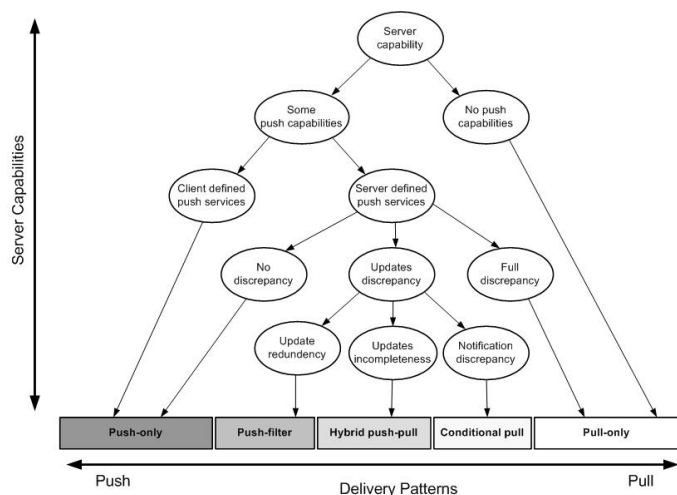 Server
capability
Some
push capabilities
No push
capabilities
Client defined
push services
Server defined
push services
No
discrepancy
Updates
discrepancy
Full
discrepancy
Update
redundency
Updates
incompleteness
Notification
discrepancy
Server Capabilities
Push-only
Push-filter
Hybrid push-pull
Conditional pull
Pull-only
Push
Delivery Patterns
Pull